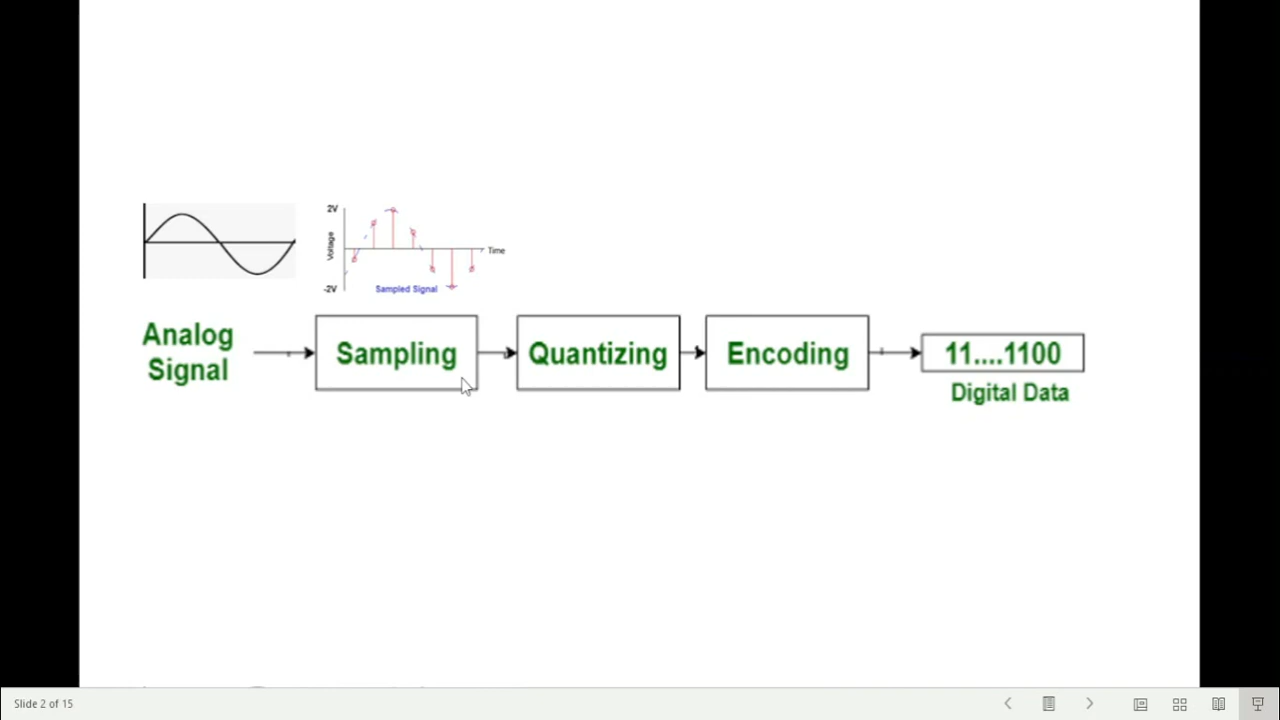 2V
Voltage
Time
-2V
Sampled Signal
Analog
Signal
Sampling
Quantizing
Encoding
11....1100
Digital Data
Slide 2 of 15